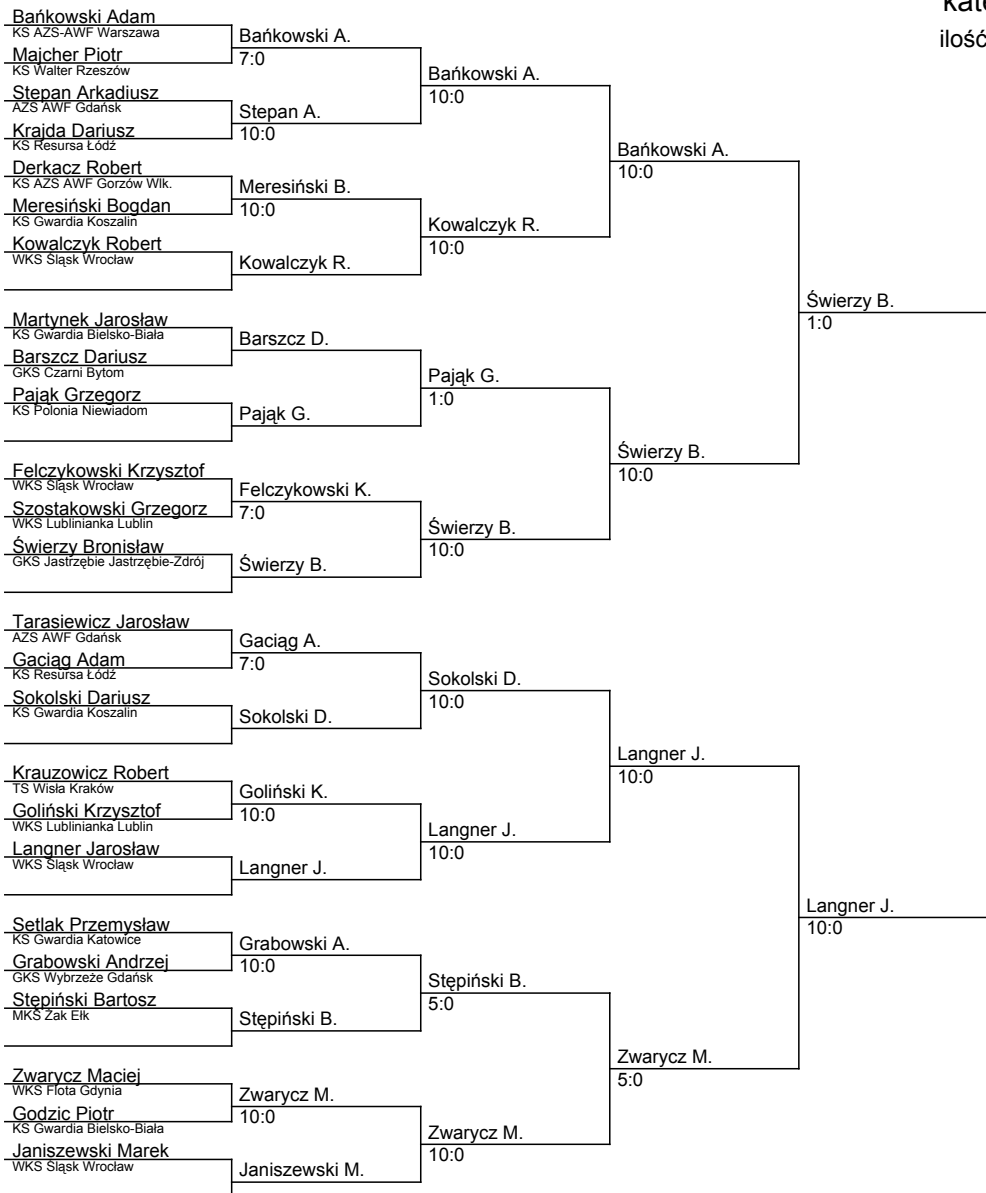 kate
ilość
Bańkowski Adam
KS AZS-AWF Warszawa
Majcher Piotr
KS Walter Rzeszów
Stepan Arkadiusz
AZS AWF Gdańsk
Krajda Dariusz
KS Resursa Łódź
Derkacz Robert
KS AZS AWF Gorzów Wlk.
Meresiński Bogdan
KS Gwardia Koszalin
Kowalczyk Robert
WKS Śląsk Wrocław
Martynek Jarosław
KS Gwardia Bielsko-Biała
Barszcz Dariusz
GKS Czarni Bytom
Pająk Grzegorz
KS Polonia Niewiadom
Felczykowski Krzysztof
WKS Śląsk Wrocław
Szostakowski Grzegorz
WKS Lublinianka Lublin
Świerzy Bronisław
GKS Jastrzębie Jastrzębie-Zdrój
Tarasiewicz Jarosław
AZS AWF Gdańsk
Gaciąg Adam
KS Resursa Łódź
Sokolski Dariusz
KS Gwardia Koszalin
Krauzowicz Robert
TS Wisła Kraków
Goliński Krzysztof
WKS Lublinianka Lublin
Langner Jarosław
WKS Śląsk Wrocław
Setlak Przemysław
KS Gwardia Katowice
Grabowski Andrzej
GKS Wybrzeże Gdańsk
Stępiński Bartosz
MKS Żak Ełk
Zwarycz Maciej
WKS Flota Gdynia
Godzic Piotr
KS Gwardia Bielsko-Biała
Janiszewski Marek
WKS Śląsk Wrocław
Bańkowski A.
7:0
Stepan A.
10:0
Meresiński B.
10:0
Kowalczyk R.
Barszcz D.
Pająk G.
Felczykowski K.
7:0
Świerzy B.
Gaciąg A.
7:0
Sokolski D.
Goliński K.
10:0
Langner J.
Grabowski A.
10:0
Stępiński B.
Zwarycz M.
10:0
Janiszewski M.
Bańkowski A.
10:0
Kowalczyk R.
10:0
Pająk G.
1:0
Świerzy B.
10:0
Sokolski D.
10:0
Langner J.
10:0
Stępiński B.
5:0
Zwarycz M.
10:0
Bańkowski A.
10:0
Świerzy B.
10:0
Langner J.
10:0
Zwarycz M.
5:0
Świerzy B.
1:0
Langner J.
10:0